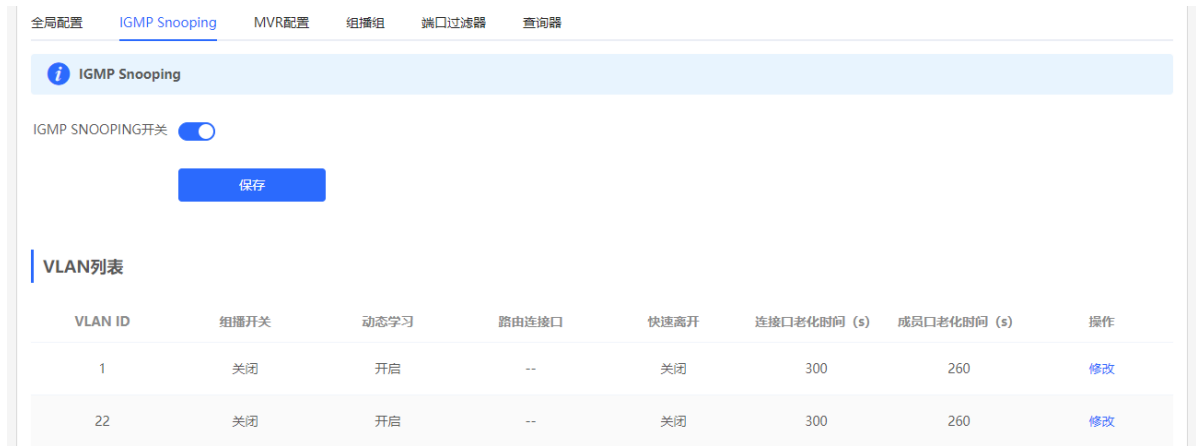 全局配置 IGMP Snooping MVR配置 组播组 端口过滤器 查询器
IGMP Snooping
IGMP SNOOPING开关
保存
VLAN列表
VLAN ID 组播开关 动态学习 路由连接口 快速离开 连接口老化时间 (s) 成员口老化时间 (s) 操作
1 关闭 开启 -- 关闭 300 260 修改
22 关闭 开启 -- 关闭 300 260 修改